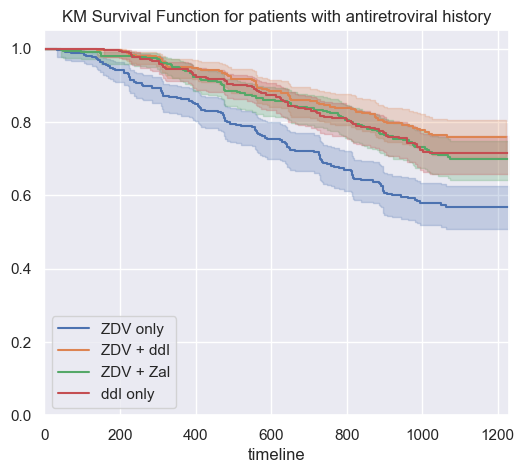 KM Survival Function for patients with antiretroviral history
1.0
0.8
0.6
0.4
0.2
0.0
ZDV only
ZDV + ddI
ZDV + Zal
ddI only
0 200 400 600 800 1000 1200
timeline